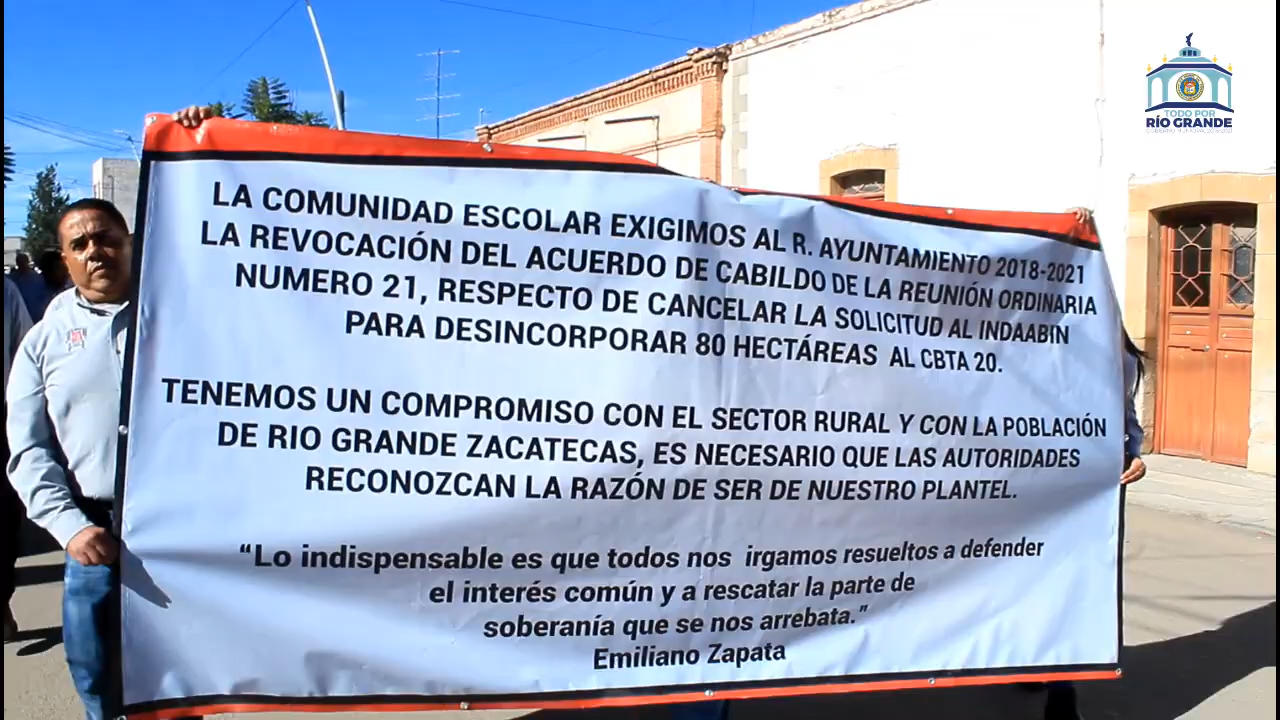 TODO POR
RÍO GRANDE
LA COMUNIDAD ESCOLAR EXIGIMOS AL R. AYUNTAMIENTO 2018-2021
LA REVOCACIÓN DEL ACUERDO DE CABILDO DE LA REUNIÓN ORDINARIA
NUMERO 21, RESPECTO DE CANCELAR LA SOLICITUD AL INDAABIN
PARA DESINCORPORAR 80 HECTÁREAS AL CBTA 20.
TENEMOS UN COMPROMISO CON EL SECTOR RURAL Y CON LA POBLACIÓN
DE RIO GRANDE ZACATECAS, ES NECESARIO QUE LAS AUTORIDADES
RECONOZCAN LA RAZÓN DE SER DE NUESTRO PLANTEL.
“Lo indispensable es que todos nos irgamos resueltos a defender
el interés común y a rescatar la parte de
soberanía que se nos arrebata.”
Emiliano Zapata